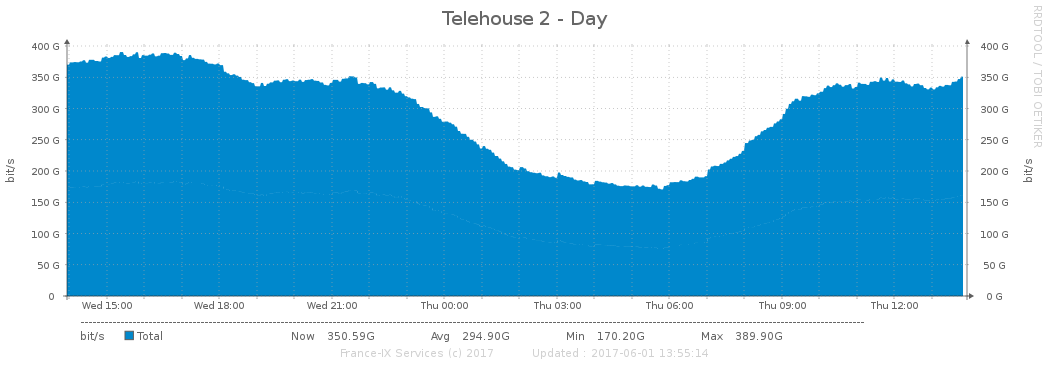 Telehouse 2 - Day
RRDTOOL / TOBI OETIKER
400 G 400 G
350 G 350 G
300 G 300 G
250 G 250 G
200 G 200 G
150 G 150 G
100 G 100 G
50 G 50 G
0 0 G
bit/s bit/s
Wed 15:00 Wed 18:00 Wed 21:00 Thu 00:00 Thu 03:00 Thu 06:00 Thu 09:00 Thu 12:00
bit/s Total Now 350.59G Avg 294.90G Min 170.20G Max 389.90G
France-IX Services (c) 2017 Updated : 2017-06-01 13:55:14